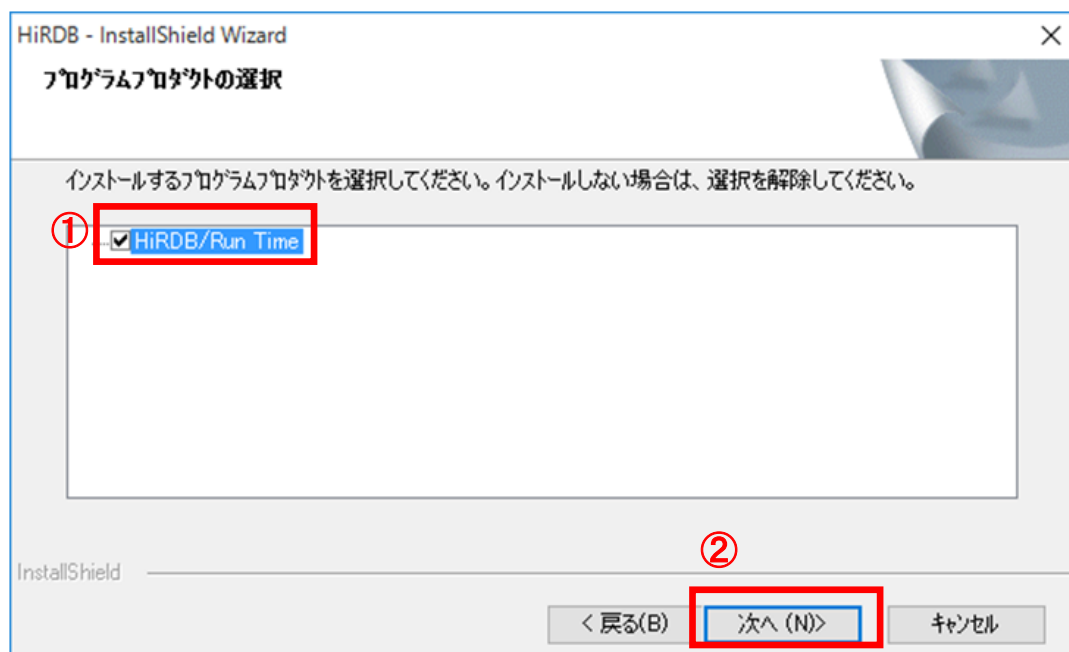 HiRDB - InstallShield Wizard
プログラムプロダクトの選択
インストールするプログラムプロダクトを選択してください。インストールしない場合は、選択を解除してください。
①
HiRDB/Run Time
②
InstallShield
< 戻る(B)
次へ (N)>
キャンセル